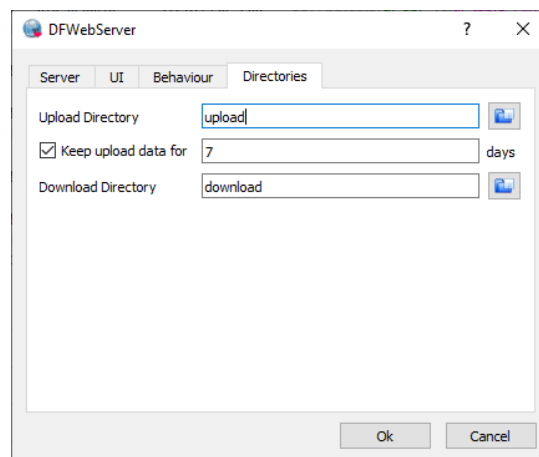 DFWebServer ?
Server UI Behaviour Directories
Upload Directory upload
Keep upload data for 7 days
Download Directory download
Ok Cancel